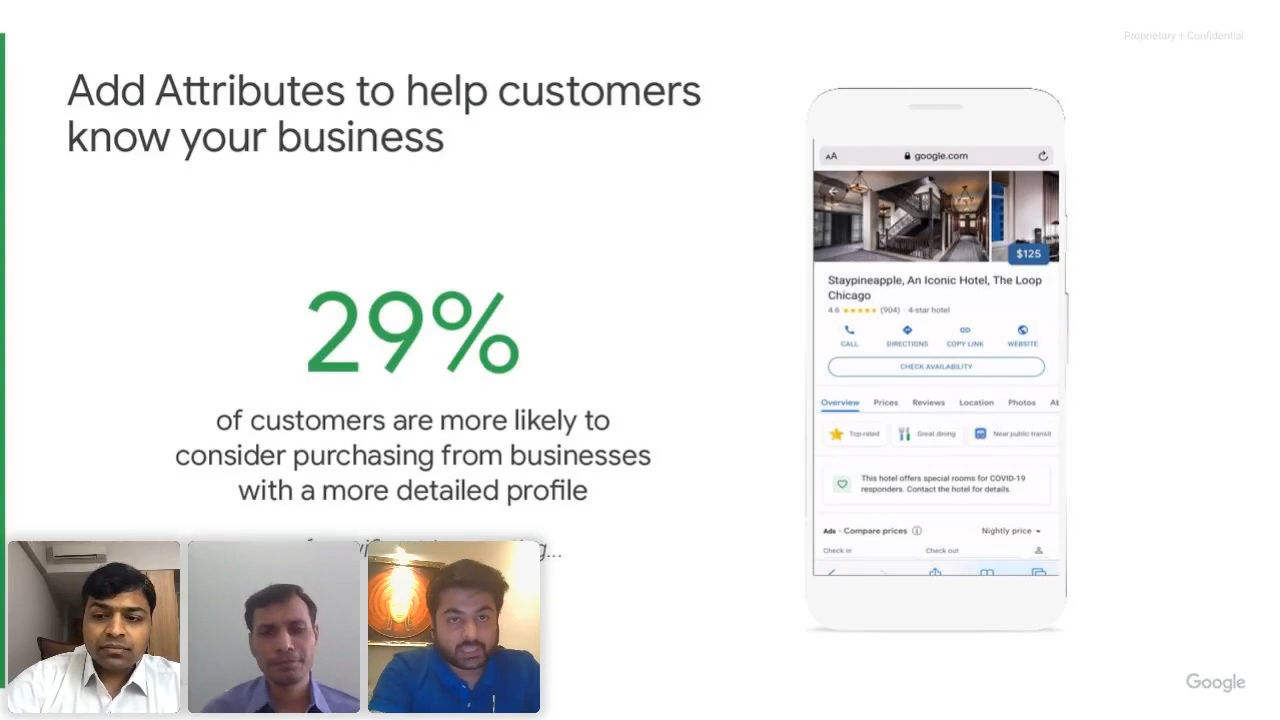 Proprietary + Confidential
Add Attributes to help customers
know your business
29%
of customers are more likely to
consider purchasing from businesses
with a more detailed profile
AA
google.com
$125
Staypineapple, An Iconic Hotel, The Loop
Chicago
4.6 ★★★★★ (904) · 4-star hotel
CALL DIRECTIONS COPY LINK WEBSITE
CHECK AVAILABILITY
Overview Prices Reviews Location Photos
Top-rated Great dining Near public transit
This hotel offers special rooms for COVID-19
responders. Contact the hotel for details.
Ads · Compare prices Nightly price
Check in Check out
Google